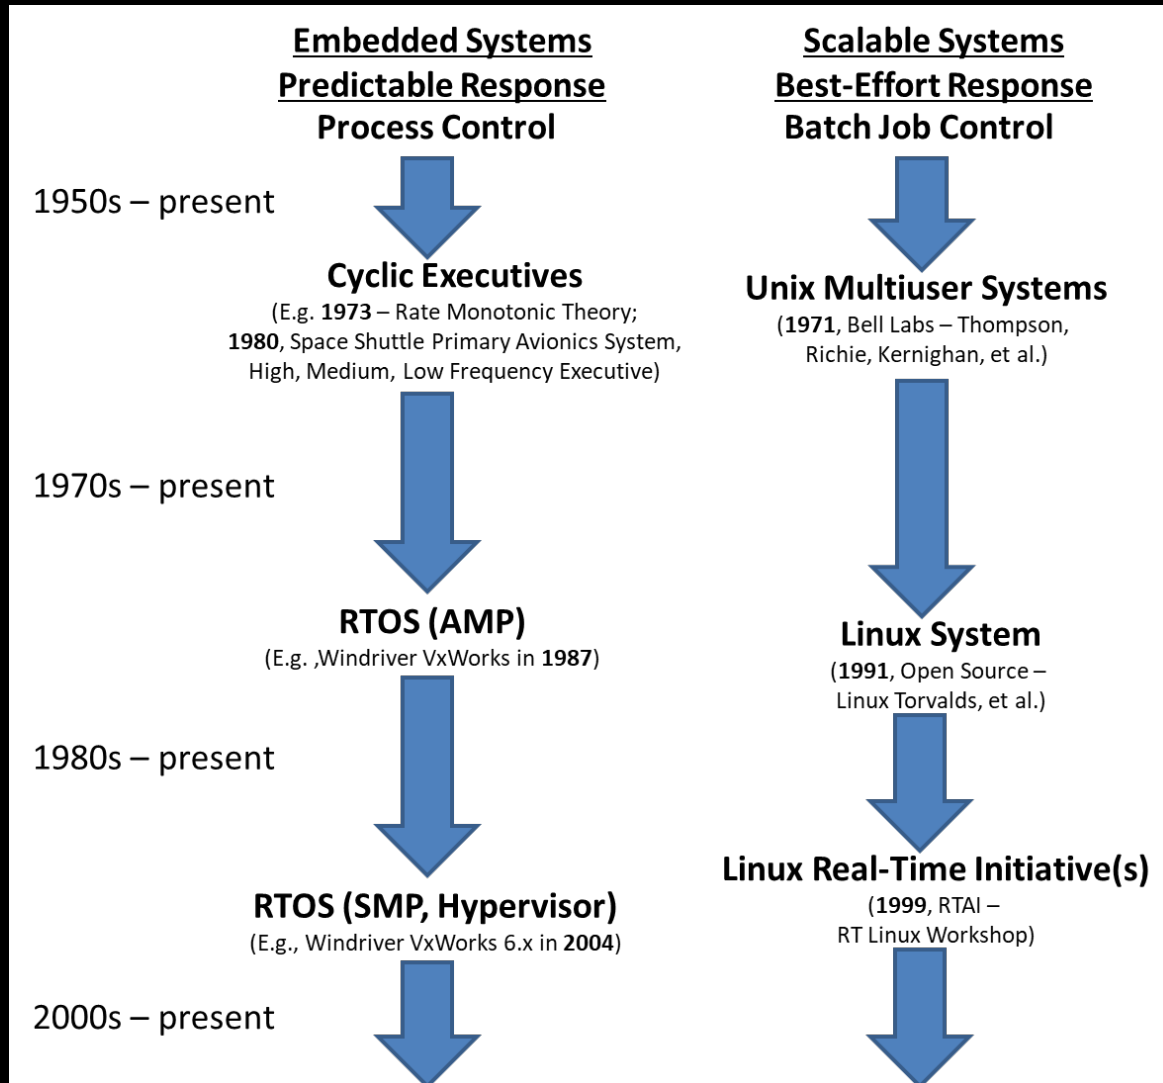 Embedded Systems
Predictable Response
Process Control
Scalable Systems
Best-Effort Response
Batch Job Control
1950s – present
Cyclic Executives
(E.g. 1973 – Rate Monotonic Theory;
1980, Space Shuttle Primary Avionics System,
High, Medium, Low Frequency Executive)
Unix Multiuser Systems
(1971, Bell Labs – Thompson,
Richie, Kernighan, et al.)
1970s – present
RTOS (AMP)
(E.g. ,Windriver VxWorks in 1987)
Linux System
(1991, Open Source –
Linux Torvalds, et al.)
1980s – present
RTOS (SMP, Hypervisor)
(E.g., Windriver VxWorks 6.x in 2004)
Linux Real-Time Initiative(s)
(1999, RTAI –
RT Linux Workshop)
2000s – present